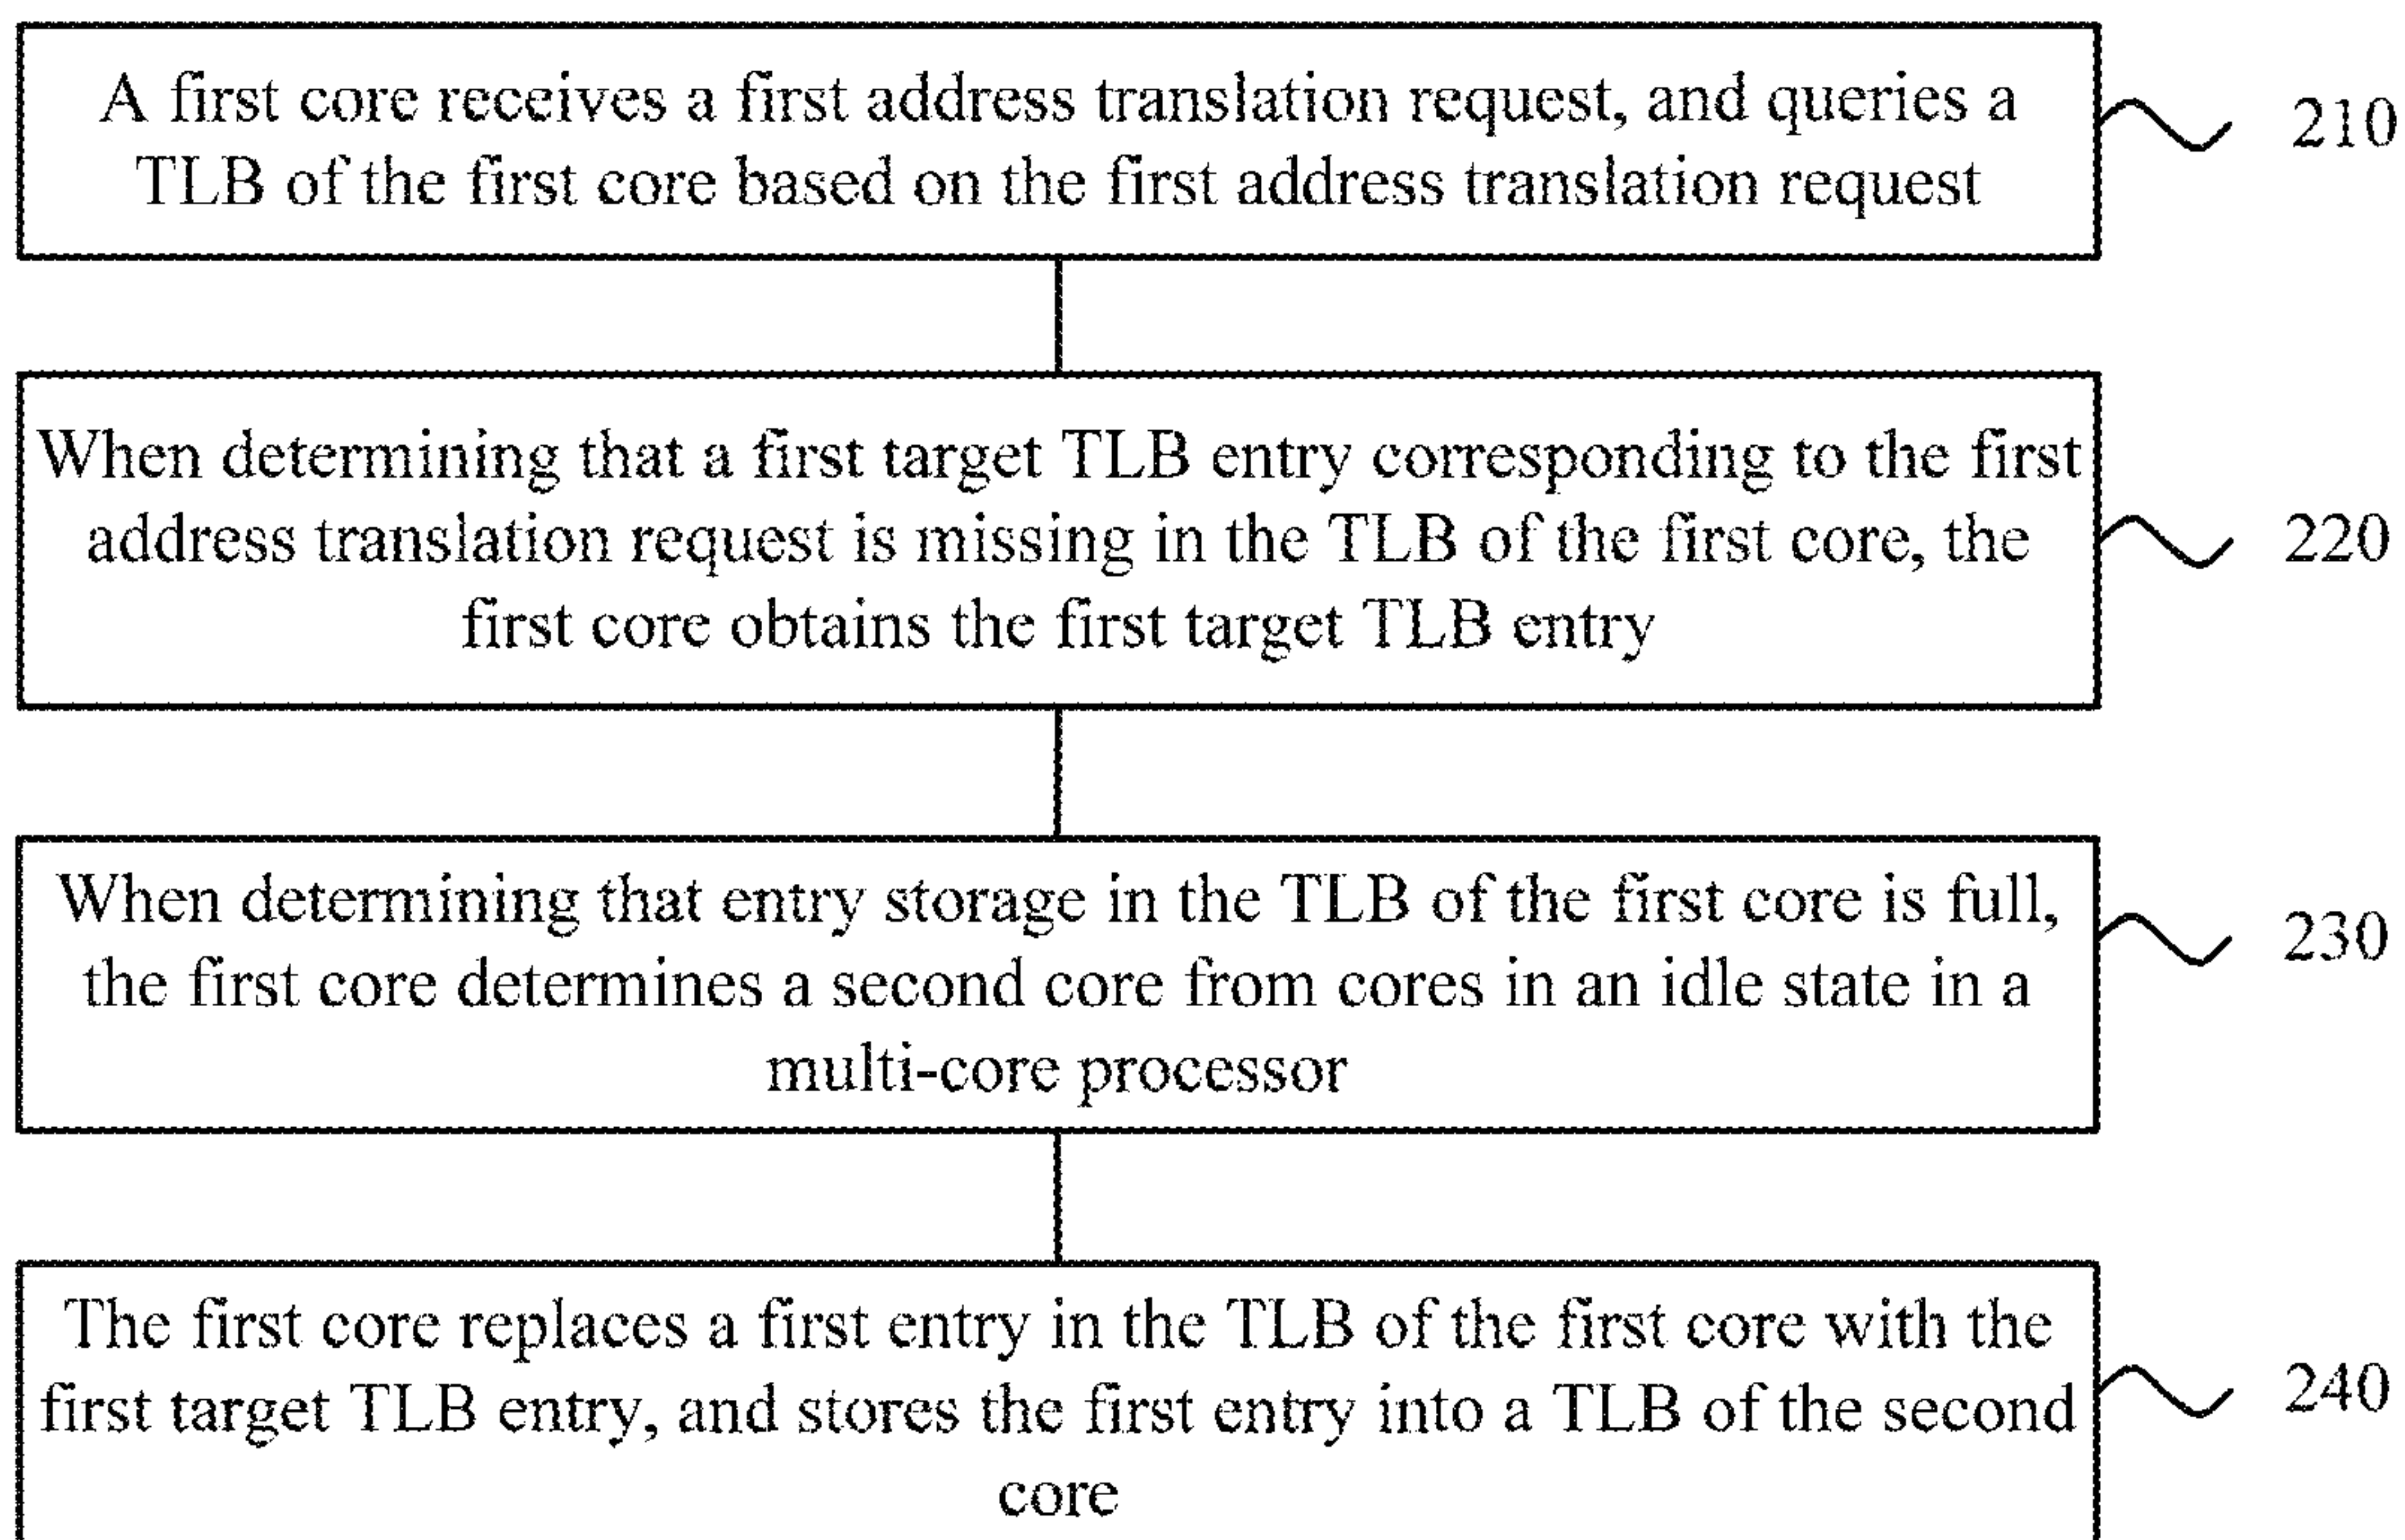 A first core receives a first address translation request, and queries a
TLB of the first core based on the first address translation request
210
When determining that a first target TLB entry corresponding to the first
address translation request is missing in the TLB of the first core, the
first core obtains the first target TLB entry
220
When determining that entry storage in the TLB of the first core is full,
the first core determines a second core from cores in an idle state in a
multi-core processor
230
The first core replaces a first entry in the TLB of the first core with the
first target TLB entry, and stores the first entry into a TLB of the second
core
240